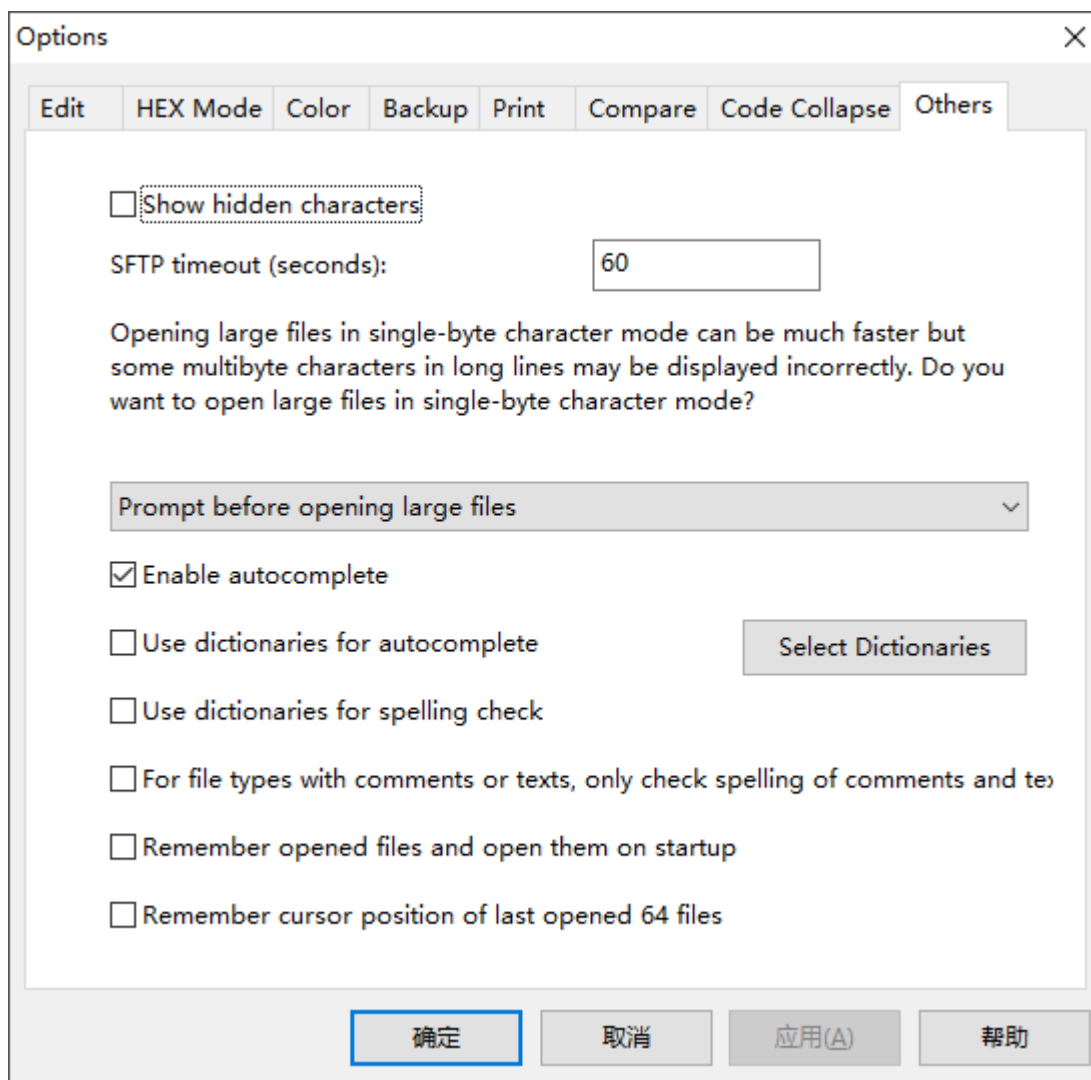 Options
Edit HEX Mode Color Backup Print Compare Code Collapse Others
Show hidden characters
SFTP timeout (seconds): 60
Opening large files in single-byte character mode can be much faster but
some multibyte characters in long lines may be displayed incorrectly. Do you
want to open large files in single-byte character mode?
Prompt before opening large files
Enable autocomplete
Use dictionaries for autocomplete Select Dictionaries
Use dictionaries for spelling check
For file types with comments or texts, only check spelling of comments and
Remember opened files and open them on startup
Remember cursor position of last opened 64 files
确定 取消 应用(A) 帮助